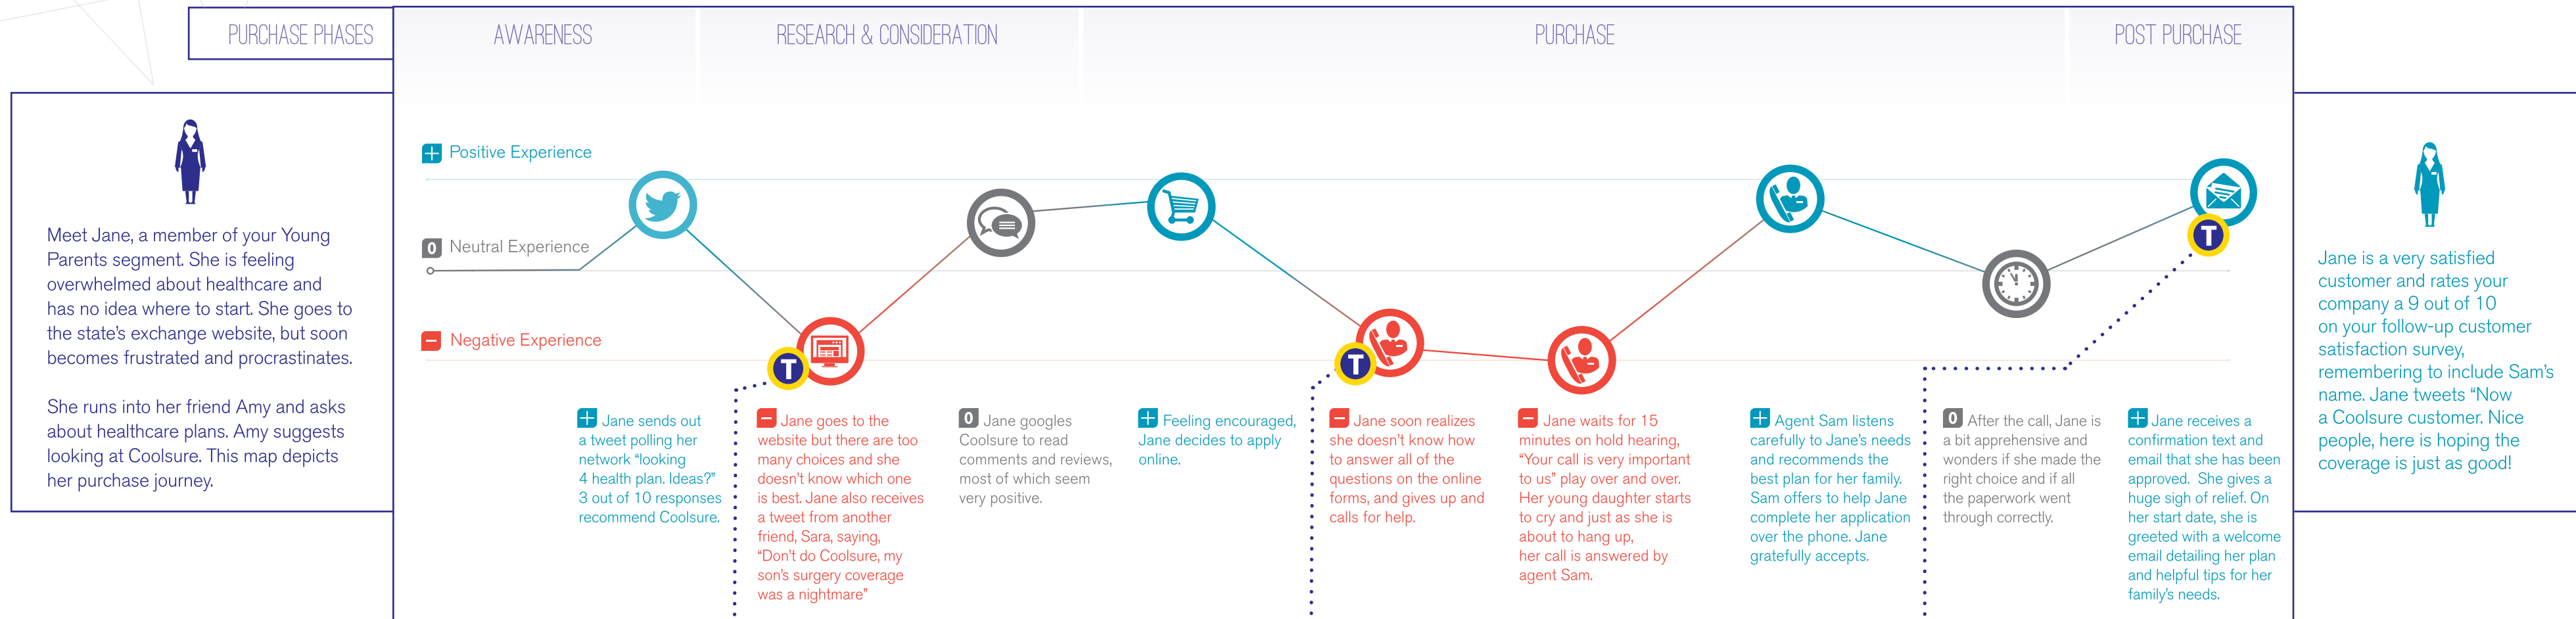 PURCHASE PHASES
AWARENESS
RESEARCH & CONSIDERATION
PURCHASE
POST PURCHASE
Meet Jane, a member of your Young
Parents segment. She is feeling
overwhelmed about healthcare and
has no idea where to start. She goes to
the state's exchange website, but soon
becomes frustrated and procrastinates.
She runs into her friend Amy and asks
about healthcare plans. Amy suggests
looking at Coolsure. This map depicts
her purchase journey.
+ Positive Experience
0 Neutral Experience
− Negative Experience
T
T
T
+ Jane sends out
a tweet polling her
network “looking
4 health plan. Ideas?”
3 out of 10 responses
recommend Coolsure.
− Jane goes to the
website but there are too
many choices and she
doesn't know which one
is best. Jane also receives
a tweet from another
friend, Sara, saying,
“Don't do Coolsure, my
son's surgery coverage
was a nightmare”
0 Jane googles
Coolsure to read
comments and reviews,
most of which seem
very positive.
+ Feeling encouraged,
Jane decides to apply
online.
− Jane soon realizes
she doesn't know how
to answer all of the
questions on the online
forms, and gives up and
calls for help.
− Jane waits for 15
minutes on hold hearing,
“Your call is very important
to us” play over and over.
Her young daughter starts
to cry and just as she is
about to hang up,
her call is answered by
agent Sam.
+ Agent Sam listens
carefully to Jane's needs
and recommends the
best plan for her family.
Sam offers to help Jane
complete her application
over the phone. Jane
gratefully accepts.
0 After the call, Jane is
a bit apprehensive and
wonders if she made the
right choice and if all
the paperwork went
through correctly.
+ Jane receives a
confirmation text and
email that she has been
approved. She gives a
huge sigh of relief. On
her start date, she is
greeted with a welcome
email detailing her plan
and helpful tips for her
family's needs.
Jane is a very satisfied
customer and rates your
company a 9 out of 10
on your follow-up customer
satisfaction survey,
remembering to include Sam's
name. Jane tweets “Now
a Coolsure customer. Nice
people, here is hoping the
coverage is just as good!